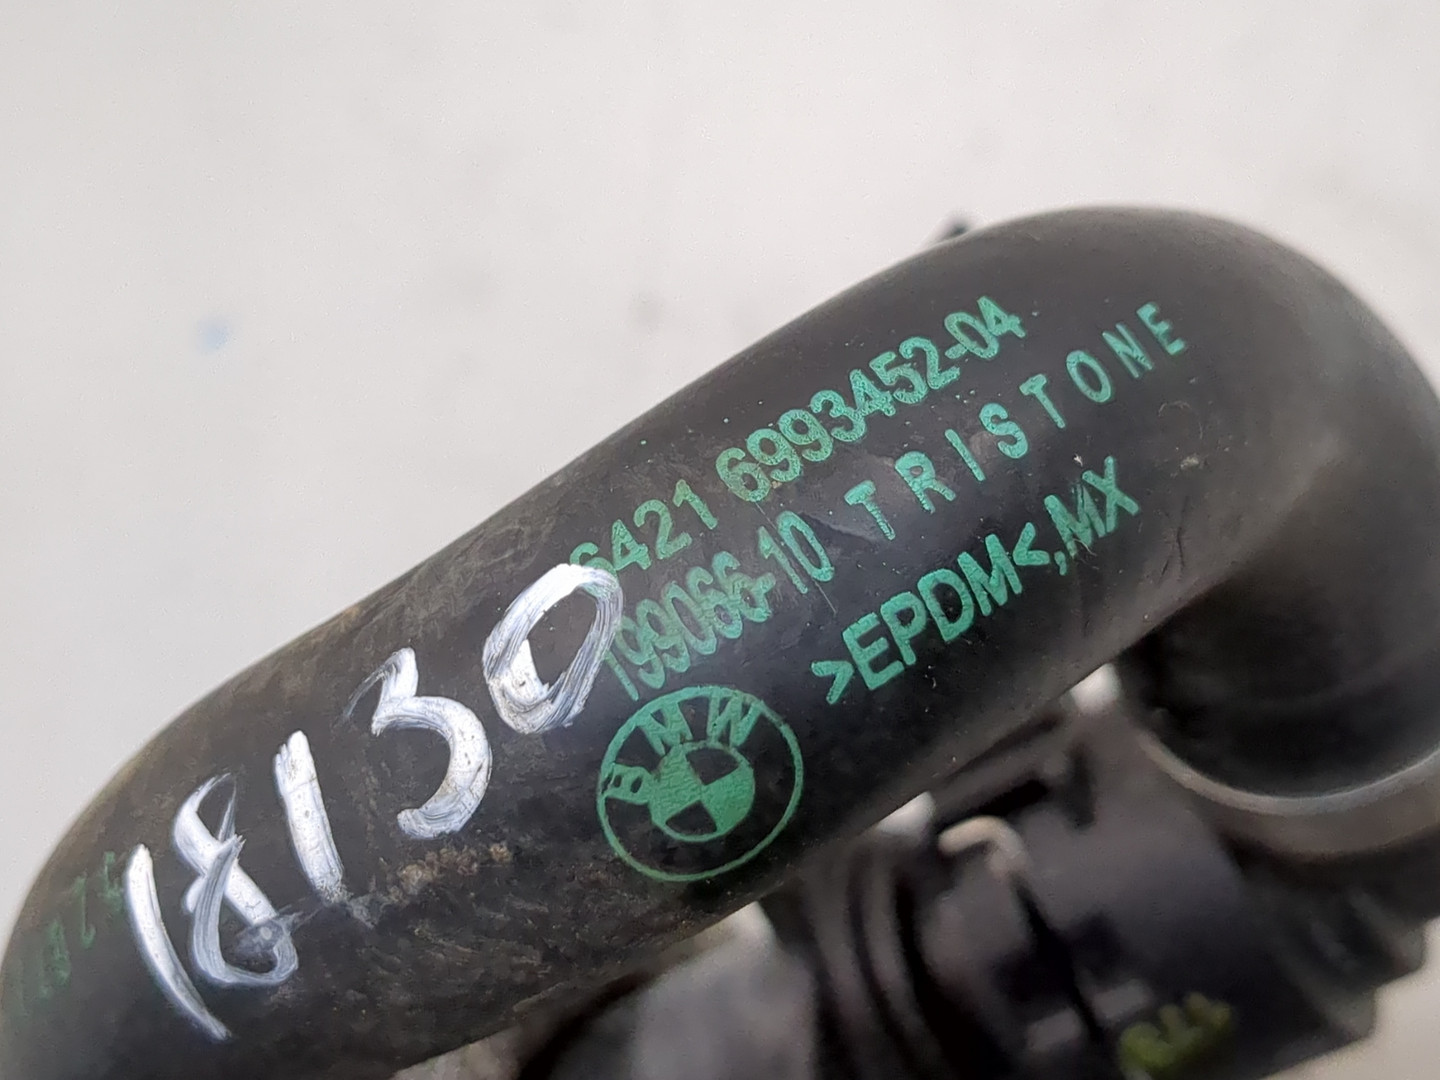 6421 6993452-04
199066-10 TRISTONE
>EPDM<,MX
BMW
18130